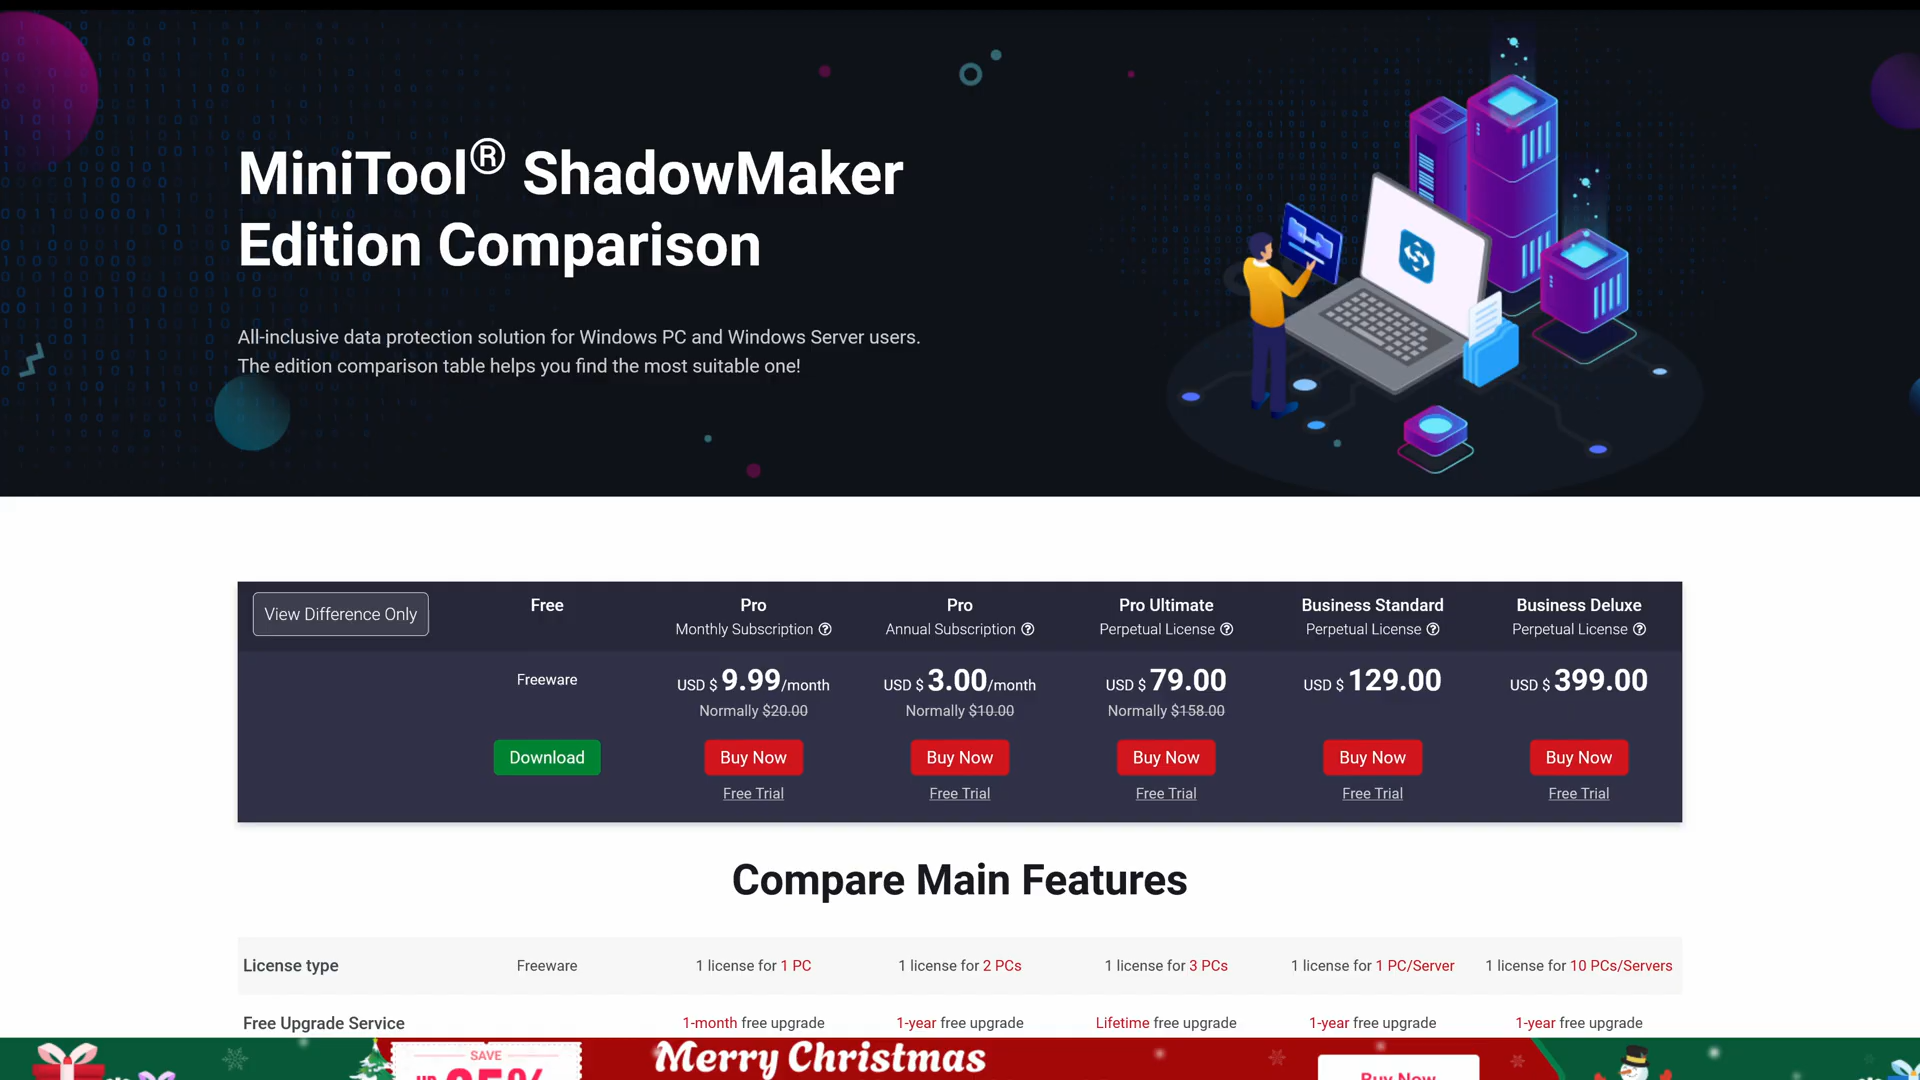 MiniTool® ShadowMaker
Edition Comparison
All-inclusive data protection solution for Windows PC and Windows Server users.
The edition comparison table helps you find the most suitable one!
View Difference Only
Free
Pro
Pro
Pro Ultimate
Business Standard
Business Deluxe
Monthly Subscription
Annual Subscription
Perpetual License
Perpetual License
Perpetual License
Freeware
USD $ 9.99/month
USD $ 3.00/month
USD $ 79.00
USD $ 129.00
USD $ 399.00
Normally $20.00
Normally $10.00
Normally $158.00
Download
Buy Now
Buy Now
Buy Now
Buy Now
Buy Now
Free Trial
Free Trial
Free Trial
Free Trial
Free Trial
Compare Main Features
License type
Freeware
1 license for 1 PC
1 license for 2 PCs
1 license for 3 PCs
1 license for 1 PC/Server
1 license for 10 PCs/Servers
Free Upgrade Service
1-month free upgrade
1-year free upgrade
Lifetime free upgrade
1-year free upgrade
1-year free upgrade
SAVE
Merry Christmas
Buy Now